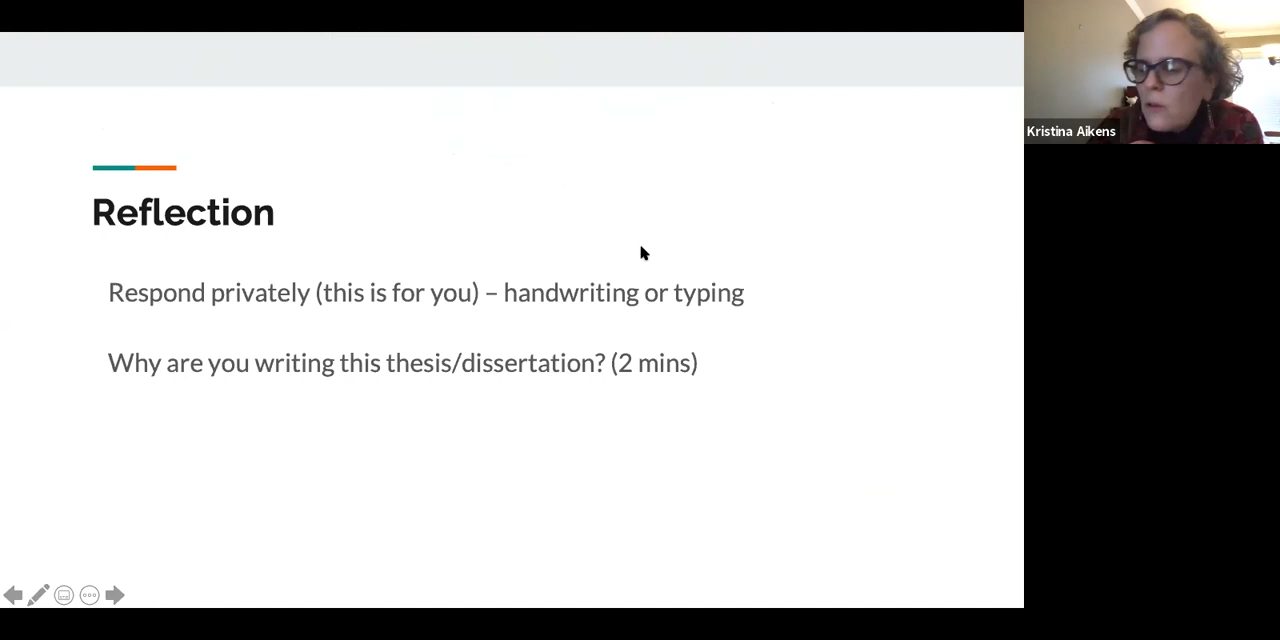 Reflection
Respond privately (this is for you) – handwriting or typing
Why are you writing this thesis/dissertation? (2 mins)
Kristina Aikens